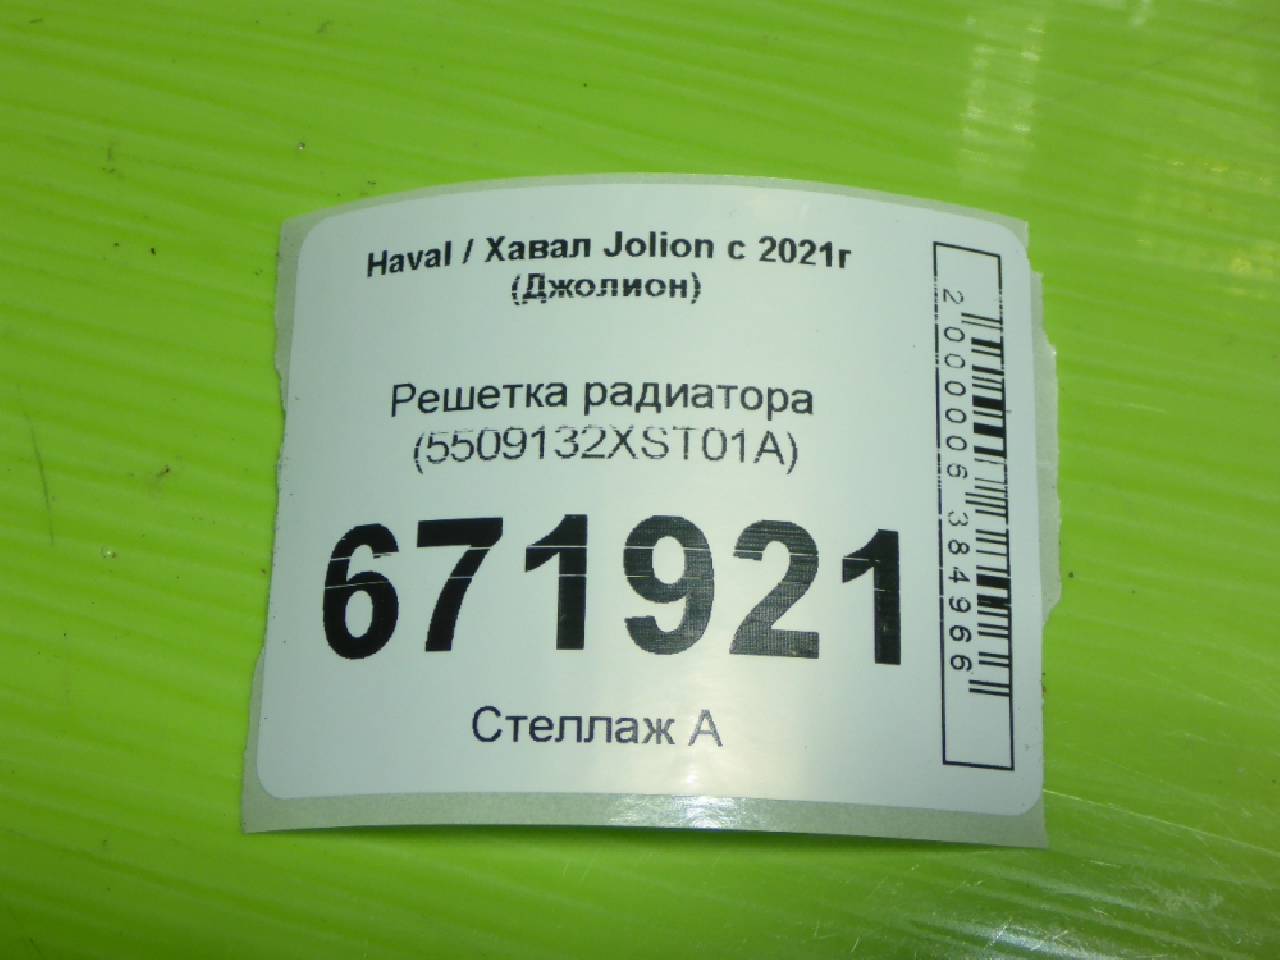 Haval / Хавал Jolion с 2021г
(Джолион)
Решетка радиатора
(5509132XST01A)
671921
Стеллаж А
2000006384966